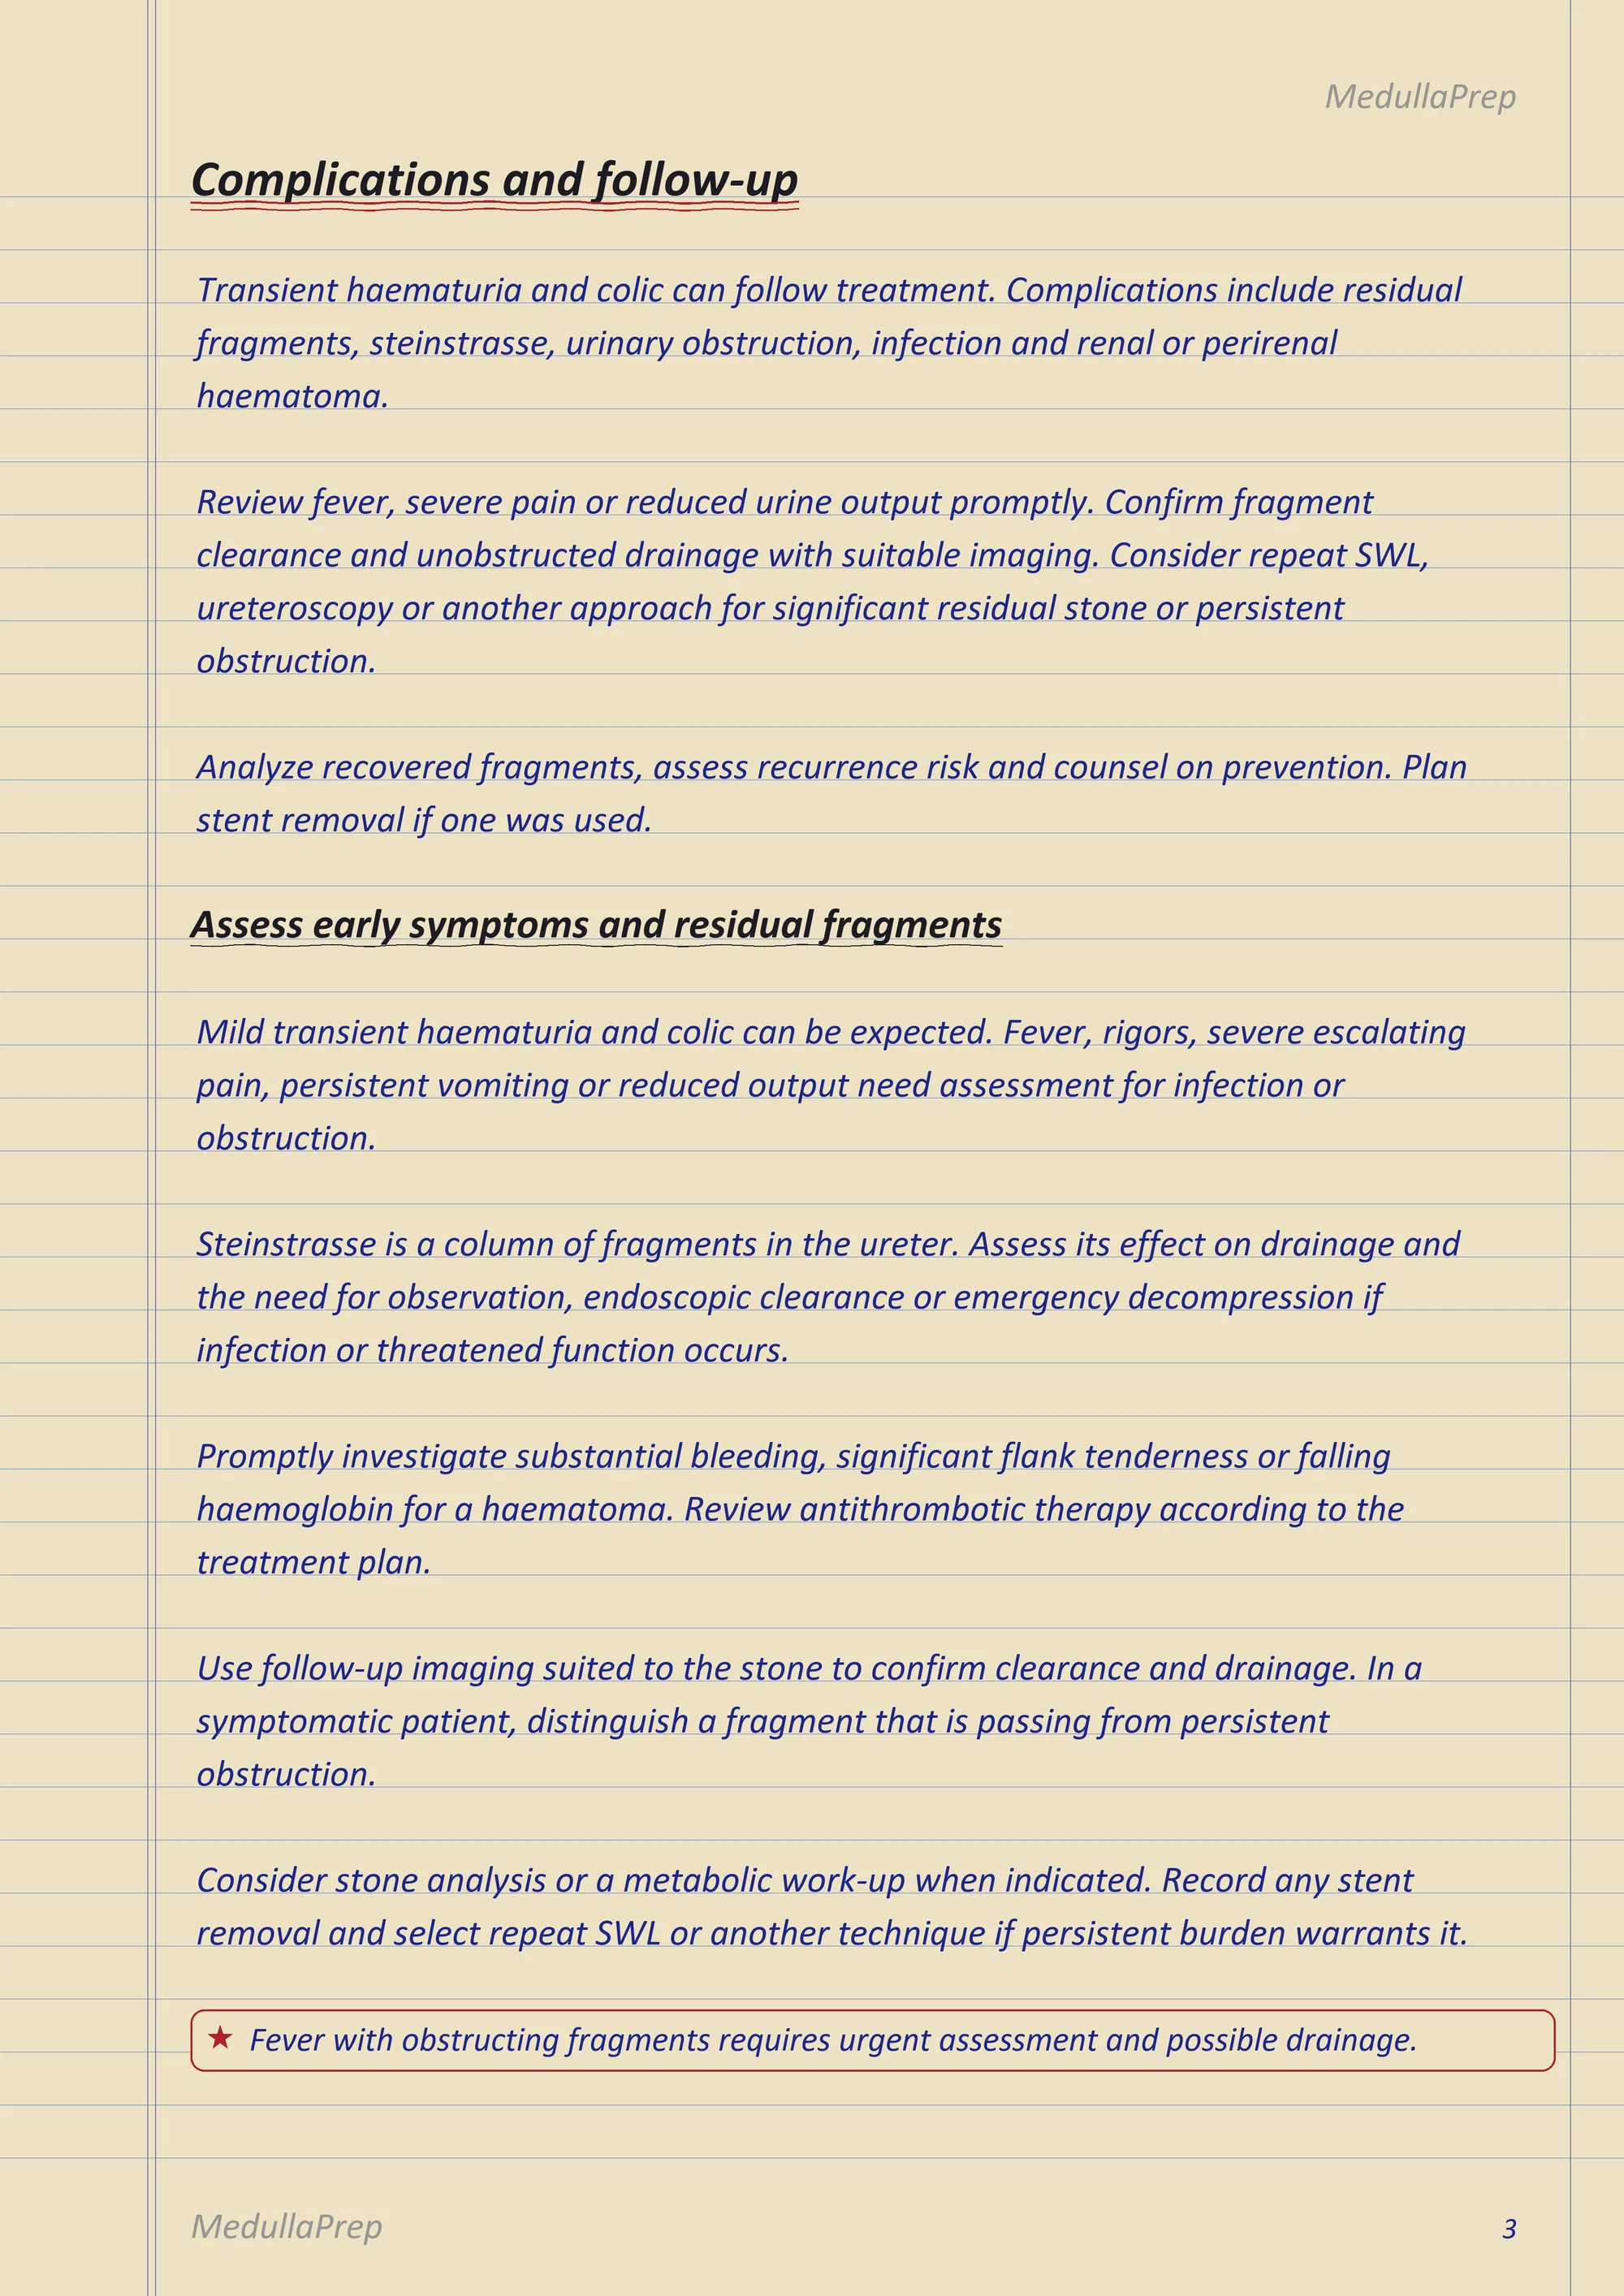 MedullaPrep
Complications and follow-up
Transient haematuria and colic can follow treatment. Complications include residual
fragments, steinstrasse, urinary obstruction, infection and renal or perirenal
haematoma.
Review fever, severe pain or reduced urine output promptly. Confirm fragment
clearance and unobstructed drainage with suitable imaging. Consider repeat SWL,
ureteroscopy or another approach for significant residual stone or persistent
obstruction.
Analyze recovered fragments, assess recurrence risk and counsel on prevention. Plan
stent removal if one was used.
Assess early symptoms and residual fragments
Mild transient haematuria and colic can be expected. Fever, rigors, severe escalating
pain, persistent vomiting or reduced output need assessment for infection or
obstruction.
Steinstrasse is a column of fragments in the ureter. Assess its effect on drainage and
the need for observation, endoscopic clearance or emergency decompression if
infection or threatened function occurs.
Promptly investigate substantial bleeding, significant flank tenderness or falling
haemoglobin for a haematoma. Review antithrombotic therapy according to the
treatment plan.
Use follow-up imaging suited to the stone to confirm clearance and drainage. In a
symptomatic patient, distinguish a fragment that is passing from persistent
obstruction.
Consider stone analysis or a metabolic work-up when indicated. Record any stent
removal and select repeat SWL or another technique if persistent burden warrants it.
★ Fever with obstructing fragments requires urgent assessment and possible drainage.
MedullaPrep
3